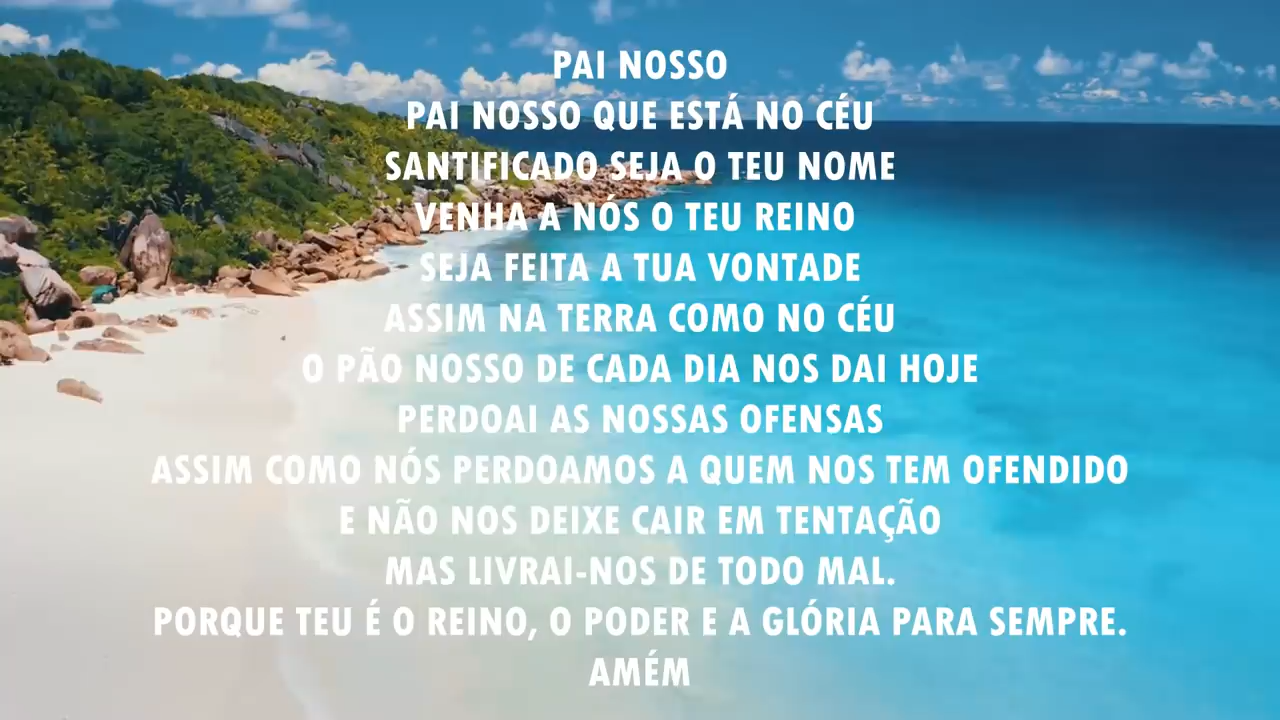 PAI NOSSO
PAI NOSSO QUE ESTÁ NO CÉU
SANTIFICADO SEJA O TEU NOME
VENHA A NÓS O TEU REINO
SEJA FEITA A TUA VONTADE
ASSIM NA TERRA COMO NO CÉU
O PÃO NOSSO DE CADA DIA NOS DAI HOJE
PERDOAI AS NOSSAS OFENSAS
ASSIM COMO NÓS PERDOAMOS A QUEM NOS TEM OFENDIDO
E NÃO NOS DEIXE CAIR EM TENTAÇÃO
MAS LIVRAI-NOS DE TODO MAL.
PORQUE TEU É O REINO, O PODER E A GLÓRIA PARA SEMPRE.
AMÉM